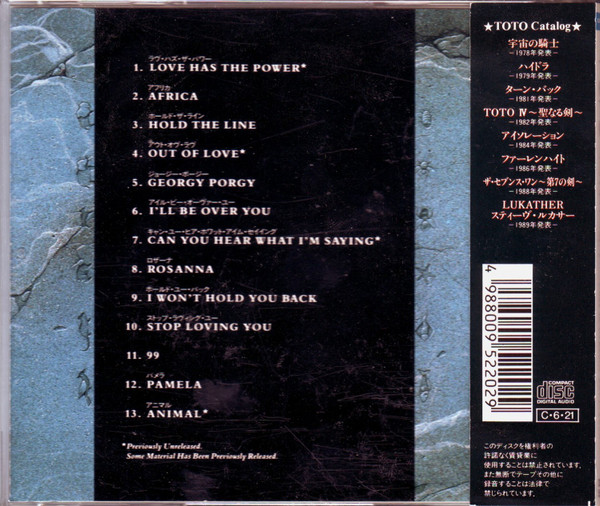 ラヴ・ハズ・ザ・パワー
1. LOVE HAS THE POWER*
アフリカ
2. AFRICA
ホールド・ザ・ライン
3. HOLD THE LINE
アウト・オヴ・ラヴ
4. OUT OF LOVE*
ジョージー・ポージー
5. GEORGY PORGY
アイル・ビー・オーヴァー・ユー
6. I'LL BE OVER YOU
キャン・ユー・ヒア・ホワット・アイム・セイイング
7. CAN YOU HEAR WHAT I'M SAYING*
ロザーナ
8. ROSANNA
ホールド・ユー・バック
9. I WON'T HOLD YOU BACK
ストップ・ラヴィング・ユー
10. STOP LOVING YOU
11. 99
パメラ
12. PAMELA
アニマル
13. ANIMAL*
*Previously Unreleased.
Some Material Has Been Previously Released.
★TOTO Catalog★
宇宙の騎士
−1978年発表−
ハイドラ
−1979年発表−
ターン・バック
−1981年発表−
TOTO Ⅳ〜聖なる剣〜
−1982年発表−
アイソレーション
−1984年発表−
ファーレンハイト
−1986年発表−
ザ・セブンス・ワン〜第7の剣〜
−1988年発表−
LUKATHER
スティーヴ・ルカサー
−1989年発表−
4 988009 522029
COMPACT
disc
DIGITAL AUDIO
C・6・21
このディスクを権利者の
許諾なく賃貸業に
使用することは禁止されています。
また無断でテープその他に
録音することは法律で
禁じられています。